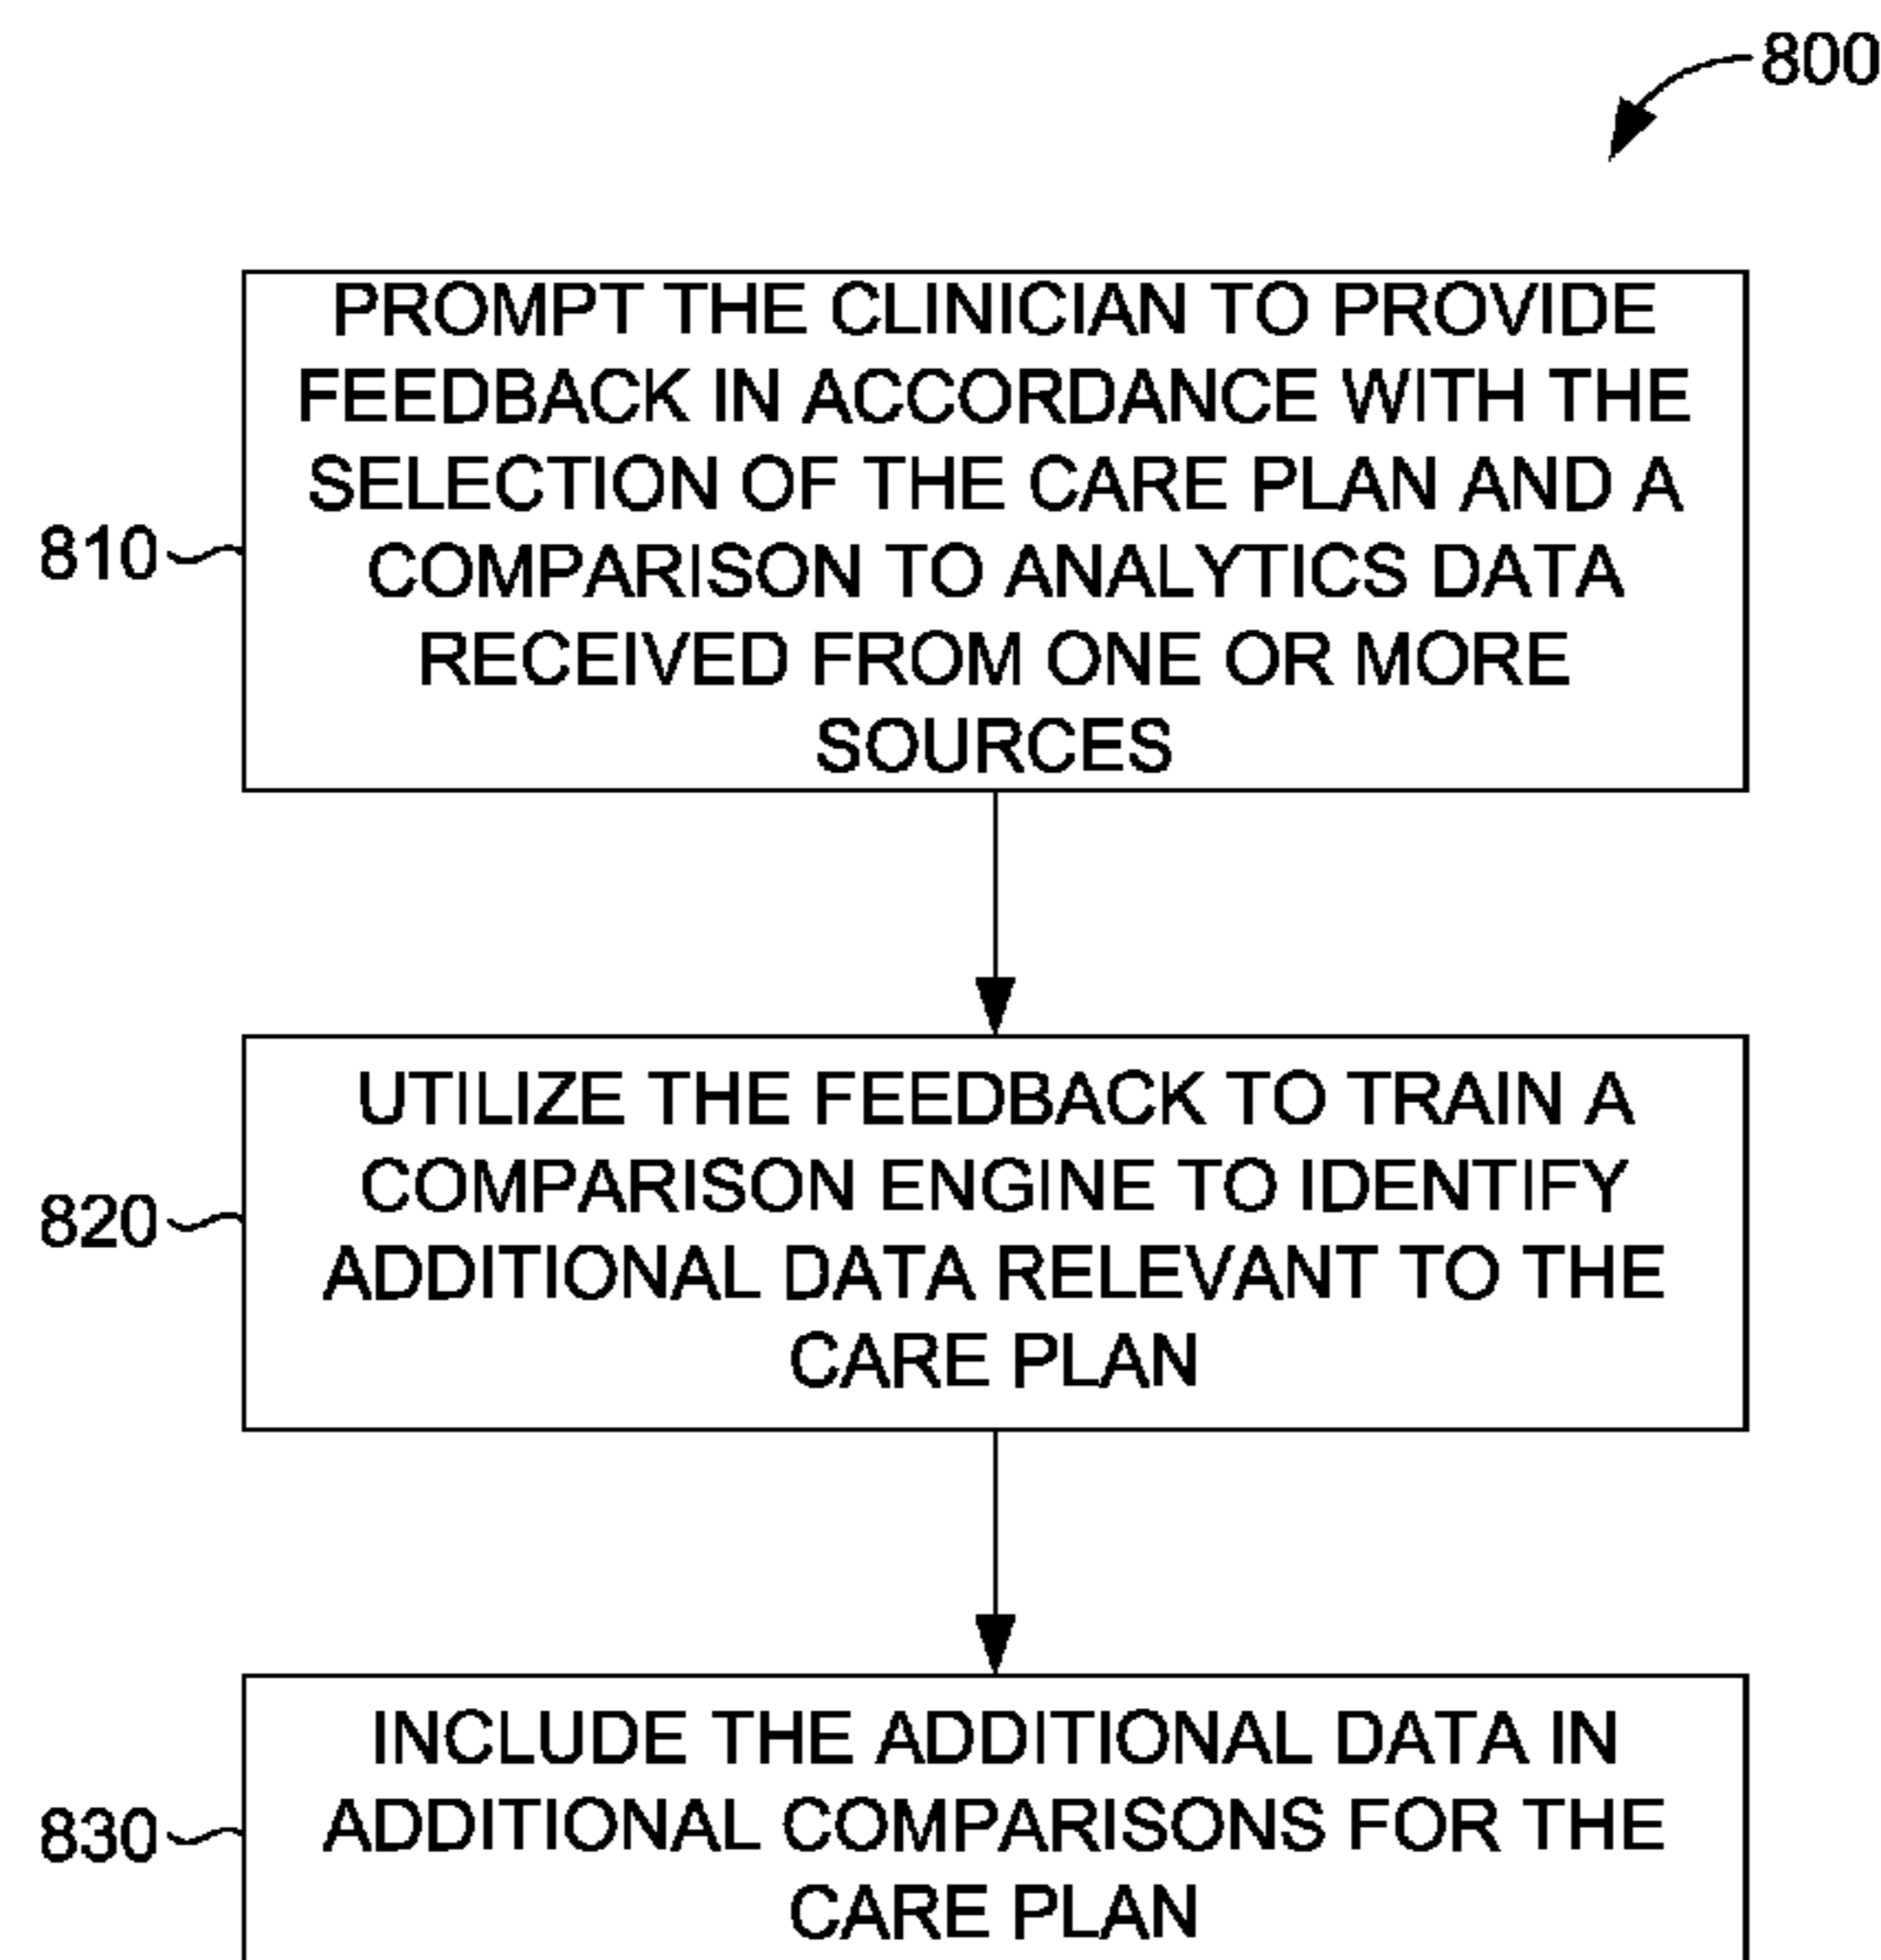 800
PROMPT THE CLINICIAN TO PROVIDE
FEEDBACK IN ACCORDANCE WITH THE
SELECTION OF THE CARE PLAN AND A
COMPARISON TO ANALYTICS DATA
RECEIVED FROM ONE OR MORE
SOURCES
810
UTILIZE THE FEEDBACK TO TRAIN A
COMPARISON ENGINE TO IDENTIFY
ADDITIONAL DATA RELEVANT TO THE
CARE PLAN
820
INCLUDE THE ADDITIONAL DATA IN
ADDITIONAL COMPARISONS FOR THE
CARE PLAN
830